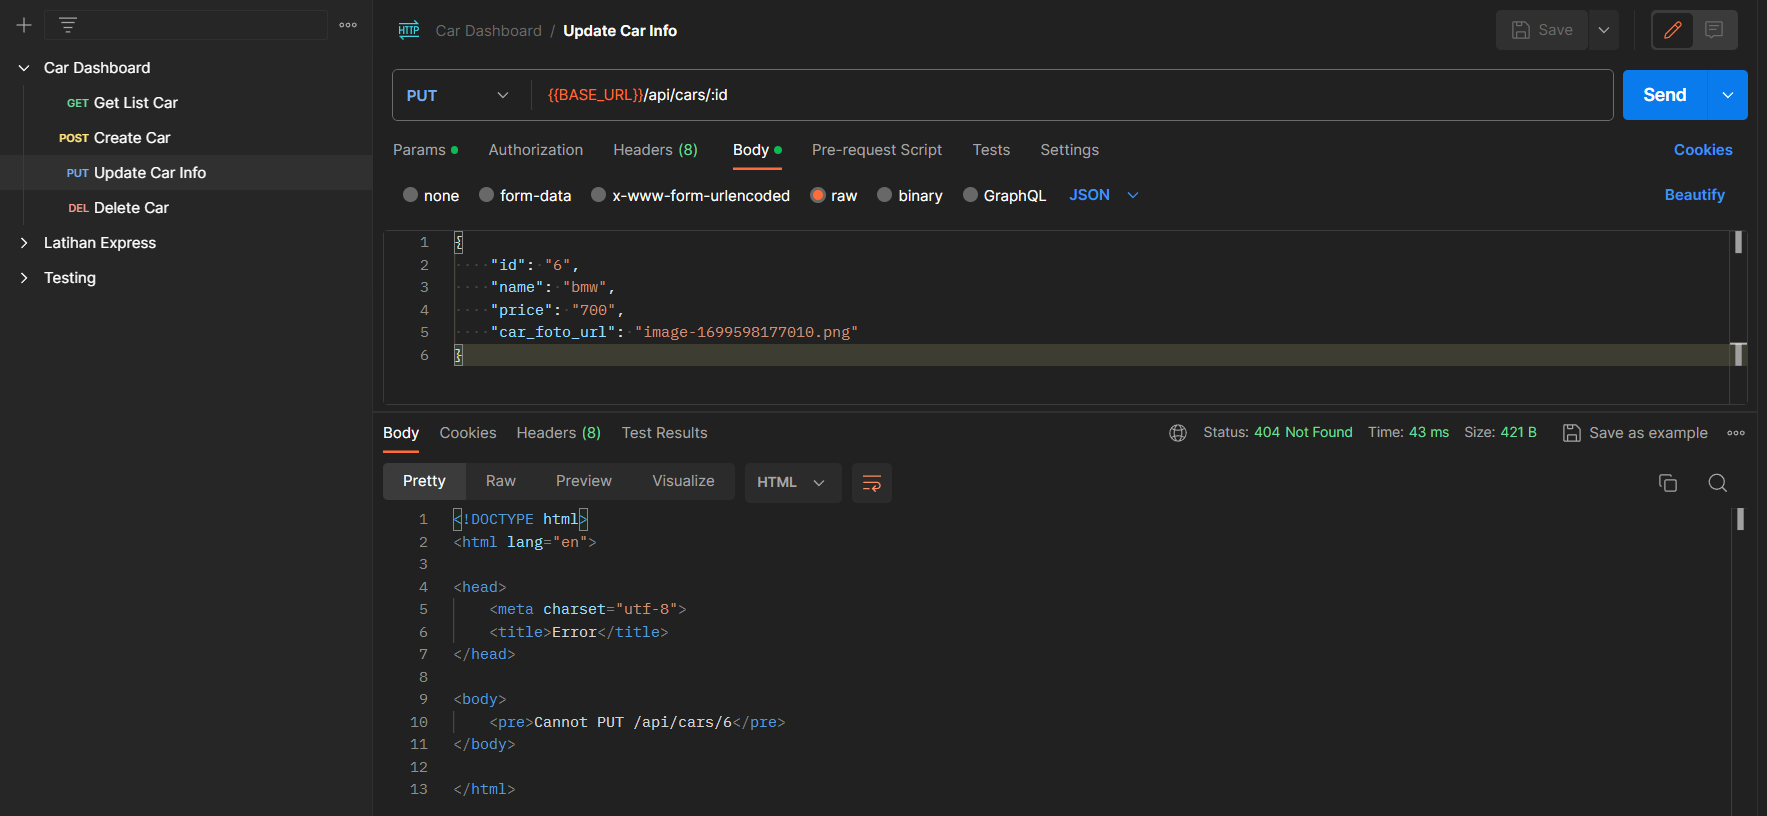 HTTP Car Dashboard / Update Car Info
Save
Car Dashboard
GET Get List Car
POST Create Car
PUT Update Car Info
DEL Delete Car
Latihan Express
Testing
PUT {{BASE_URL}}/api/cars/:id
Send
Params Authorization Headers (8) Body Pre-request Script Tests Settings Cookies
none form-data x-www-form-urlencoded raw binary GraphQL JSON Beautify
1 {
2 "id": "6",
3 "name": "bmw",
4 "price": "700",
5 "car_foto_url": "image-1699598177010.png"
6 }
Body Cookies Headers (8) Test Results Status: 404 Not Found Time: 43 ms Size: 421 B Save as example
Pretty Raw Preview Visualize HTML
1 <!DOCTYPE html>
2 <html lang="en">
3
4 <head>
5 <meta charset="utf-8">
6 <title>Error</title>
7 </head>
8
9 <body>
10 <pre>Cannot PUT /api/cars/6</pre>
11 </body>
12
13 </html>